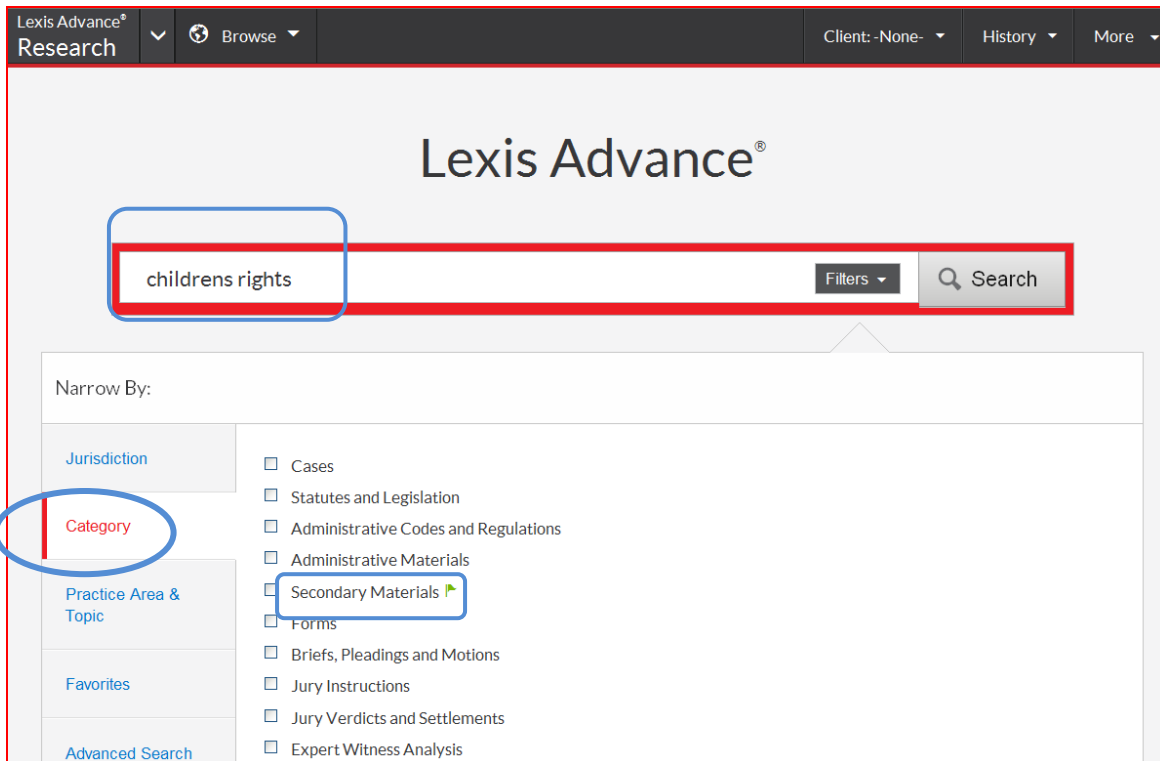 Lexis Advance®
Research
Browse
Client: -None-
History
More
Lexis Advance®
childrens rights
Filters
Search
Narrow By:
Jurisdiction
Category
Practice Area &
Topic
Favorites
Advanced Search
Cases
Statutes and Legislation
Administrative Codes and Regulations
Administrative Materials
Secondary Materials
Forms
Briefs, Pleadings and Motions
Jury Instructions
Jury Verdicts and Settlements
Expert Witness Analysis